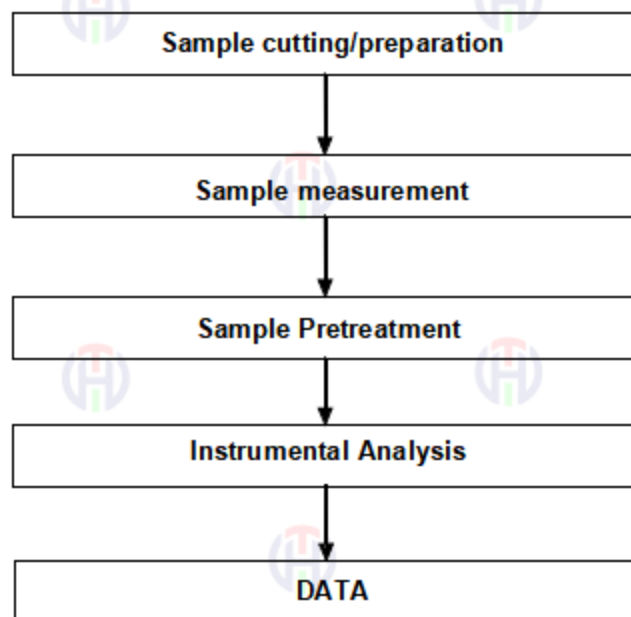 Sample cutting/preparation
Sample measurement
Sample Pretreatment
Instrumental Analysis
DATA